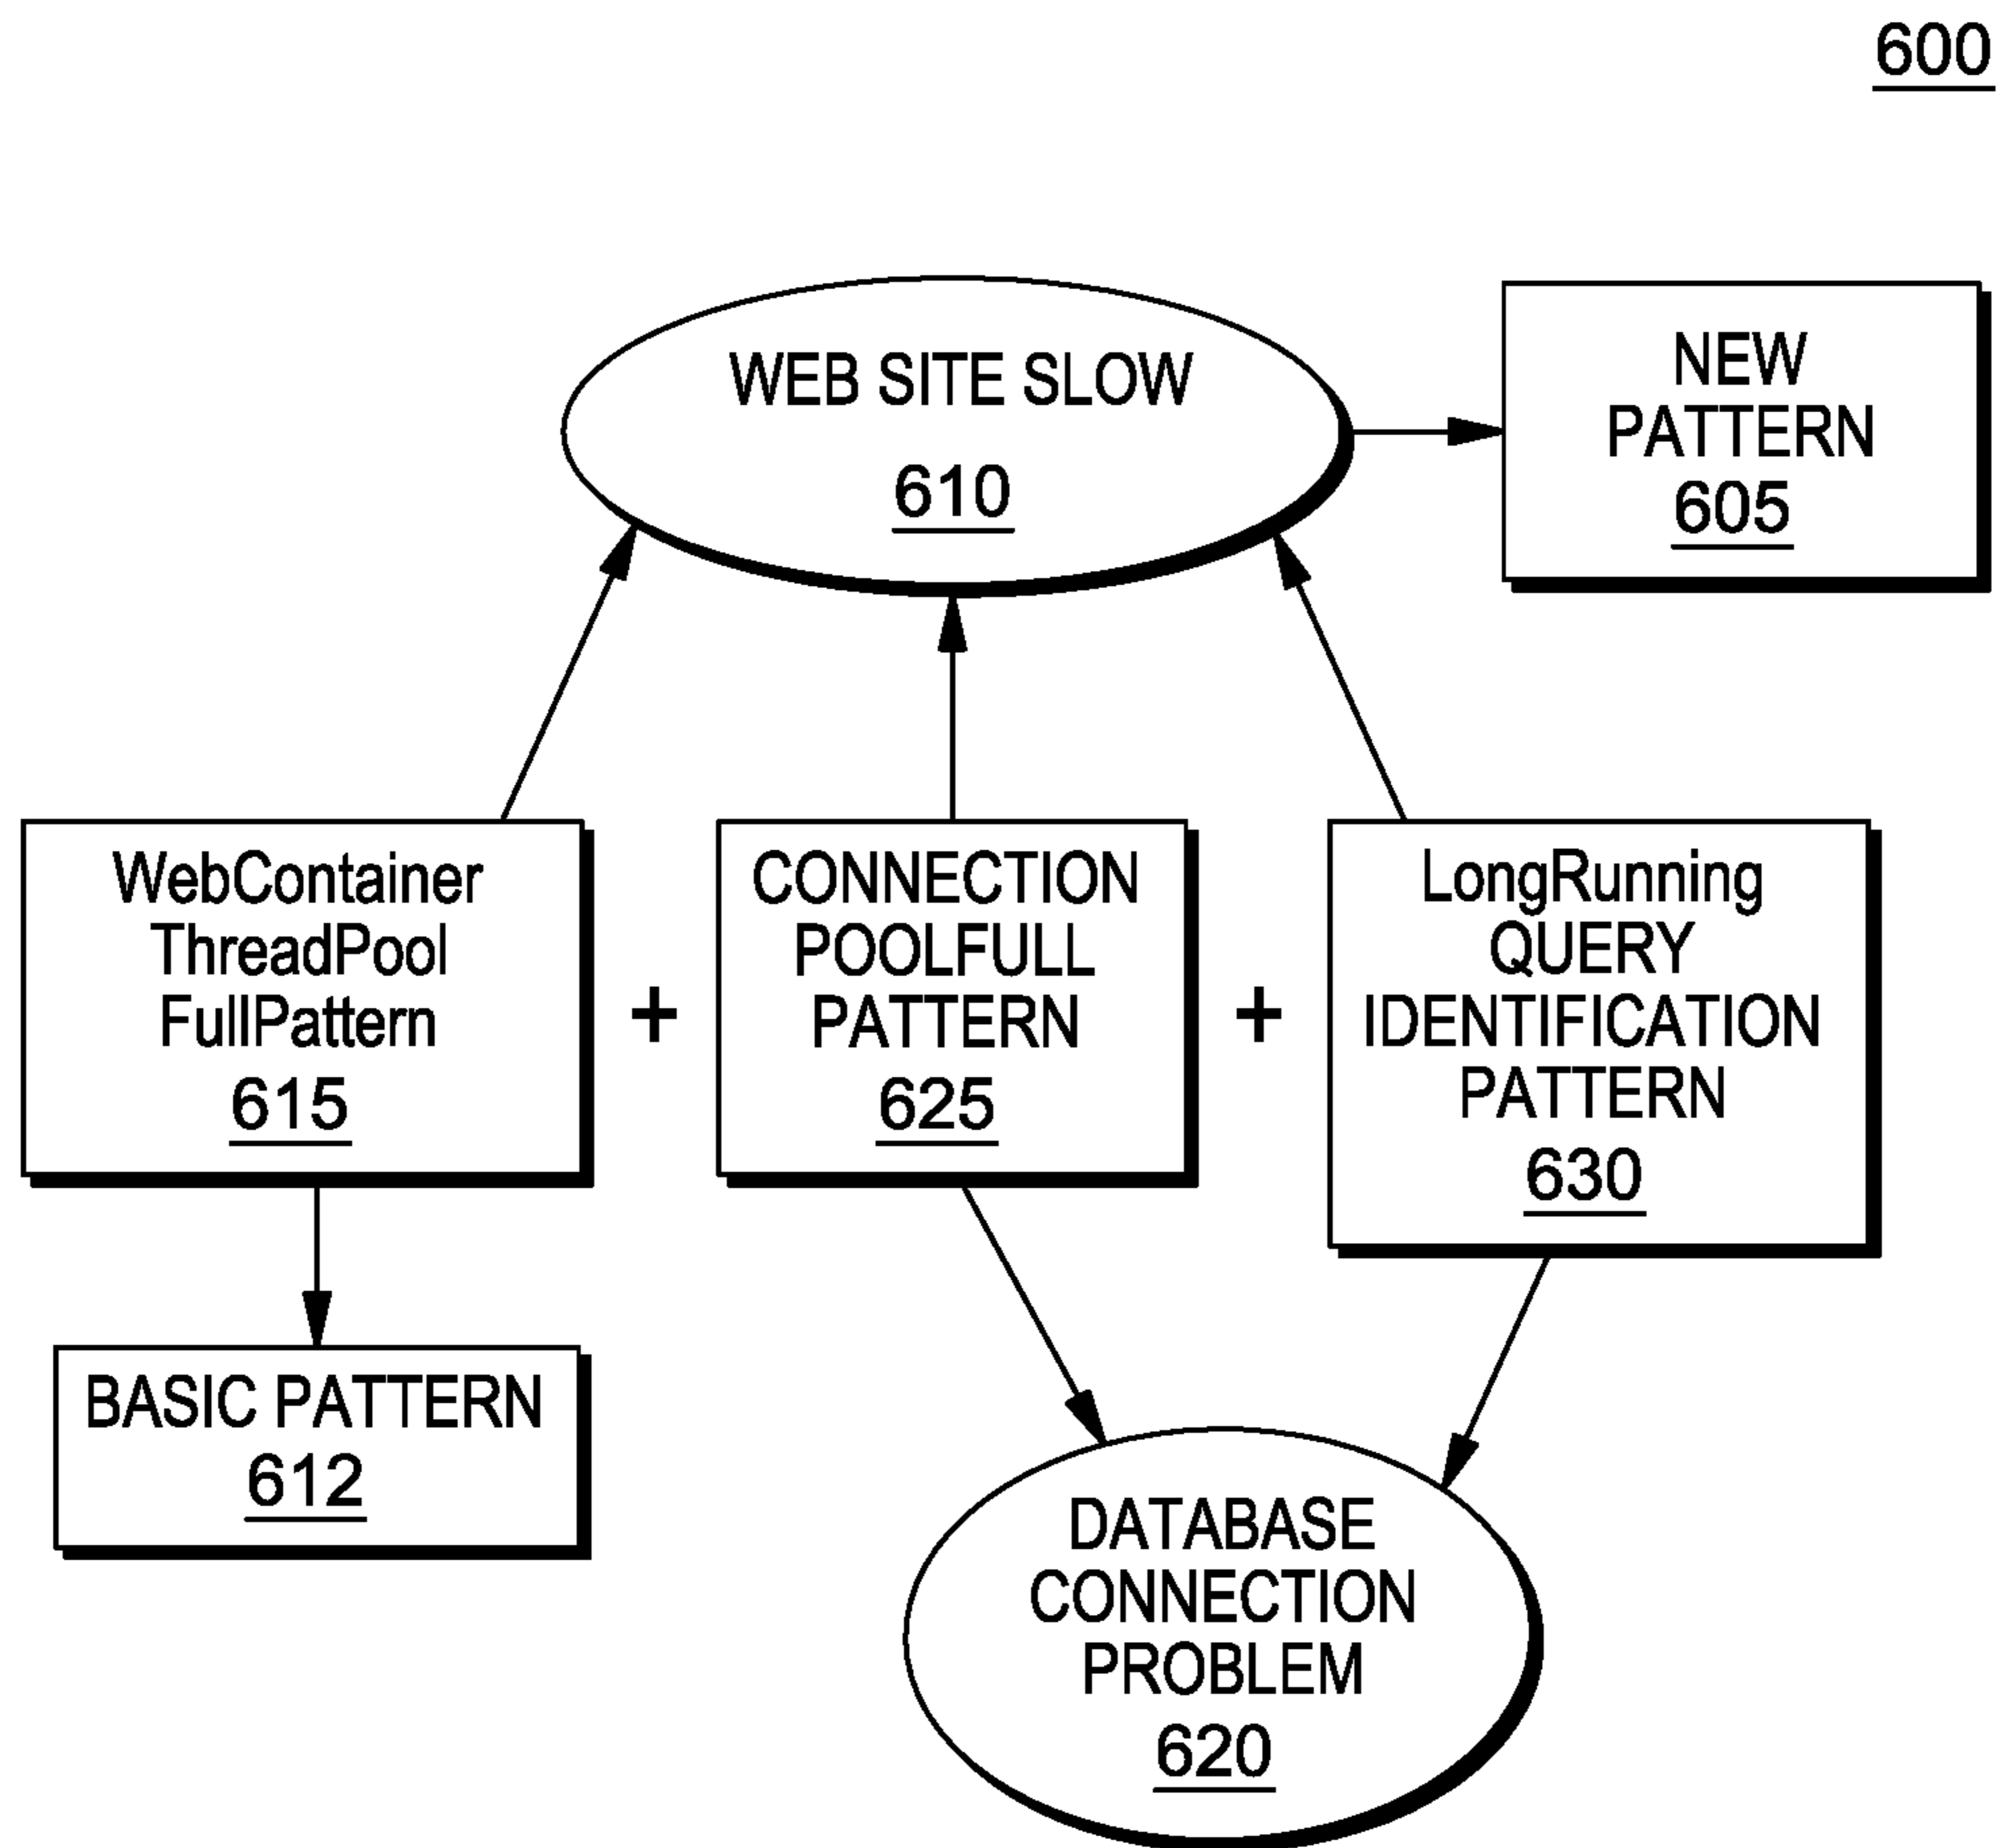 600
WEB SITE SLOW
610
NEW
PATTERN
605
WebContainer
ThreadPool
FullPattern
615
+
CONNECTION
POOLFULL
PATTERN
625
+
LongRunning
QUERY
IDENTIFICATION
PATTERN
630
BASIC PATTERN
612
DATABASE
CONNECTION
PROBLEM
620